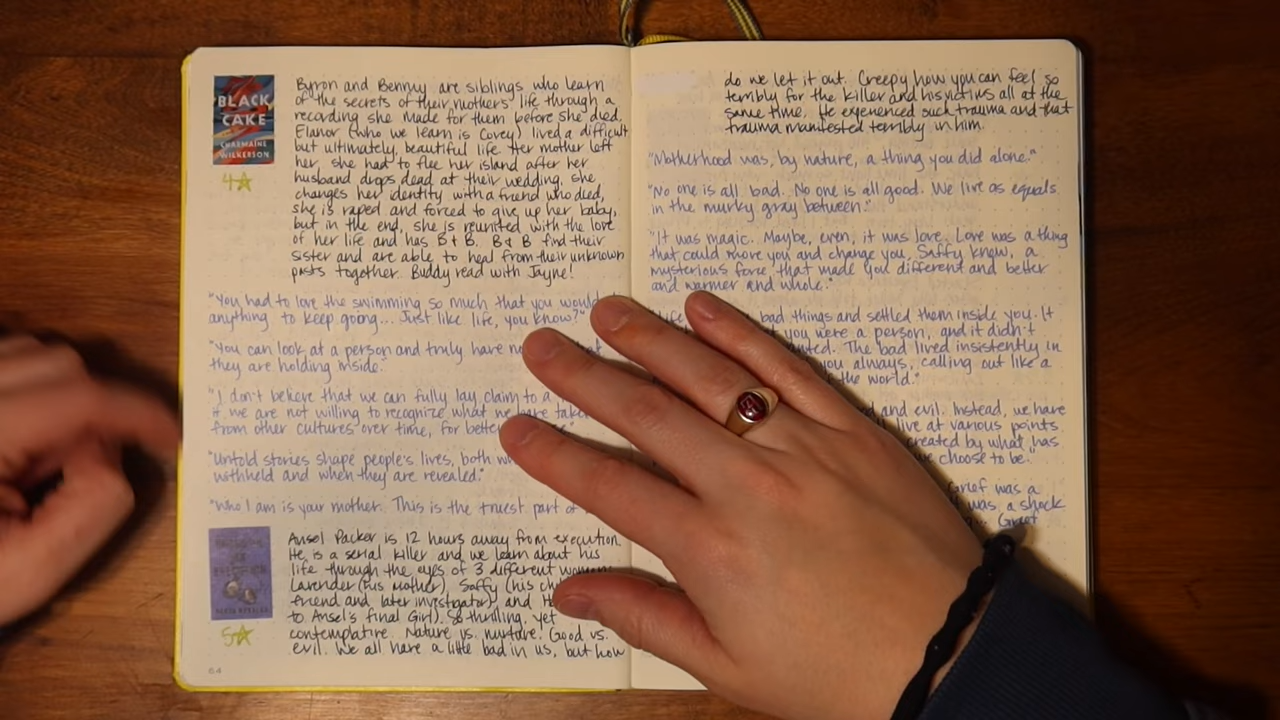 BLACK
CAKE
CHARMAINE
WILKERSON
4☆
Byron and Benny are siblings who learn
of the secrets of their mothers' life through a
recording she made for them before she died.
Elanor (who we learn is Covey) lived a difficult
but ultimately, beautiful life. Her mother left
her, she had to flee her island after her
husband drops dead at their wedding, she
changes her identity with a friend who died,
she is raped and forced to give up her baby,
but in the end, she is reunited with the love
of her life and has B & B. B & B find their
sister and are able to heal from their unknown
pasts together. Buddy read with Jayne!
"You had to love the swimming so much that you would
anything to keep going... Just like life, you know?"
"You can look at a person and truly have no
they are holding inside."
"I don't believe that we can fully lay claim to a
if we are not willing to recognize what we have taken
from other cultures over time, for better
"Untold stories shape people's lives, both
withheld and when they are revealed."
"Who I am is your mother. This is the truest part of
5☆
Ansel Packer is 12 hours away from execution.
He is a serial killer and we learn about his
life through the eyes of 3 different women:
Lavender (his mother), Saffy (his
friend and later investigator), and
to Ansel's final Girl). So thrilling, yet
contemplative. Nature vs. nurture. Good vs.
evil. We all have a little bad in us, but how
64
do we let it out. Creepy how you can feel so
terribly for the killer and his victims all at the
same time. He experienced such trauma and that
trauma manifested terribly in him.
"Motherhood was, by nature, a thing you did alone."
"No one is all bad. No one is all good. We live as equals
in the murky gray between."
"It was magic. Maybe, even, it was love. Love was a thing
that could move you and change you, Saffy knew, a
mysterious force that made you different and better
and warmer and whole."
bad things and settled them inside you. It
you were a person, and it didn't
The bad lived insistently in
you always, calling out like a
the world."
and evil. Instead, we have
live at various points.
created by what has
we choose to be."
Grief was a
was a shock
Grief